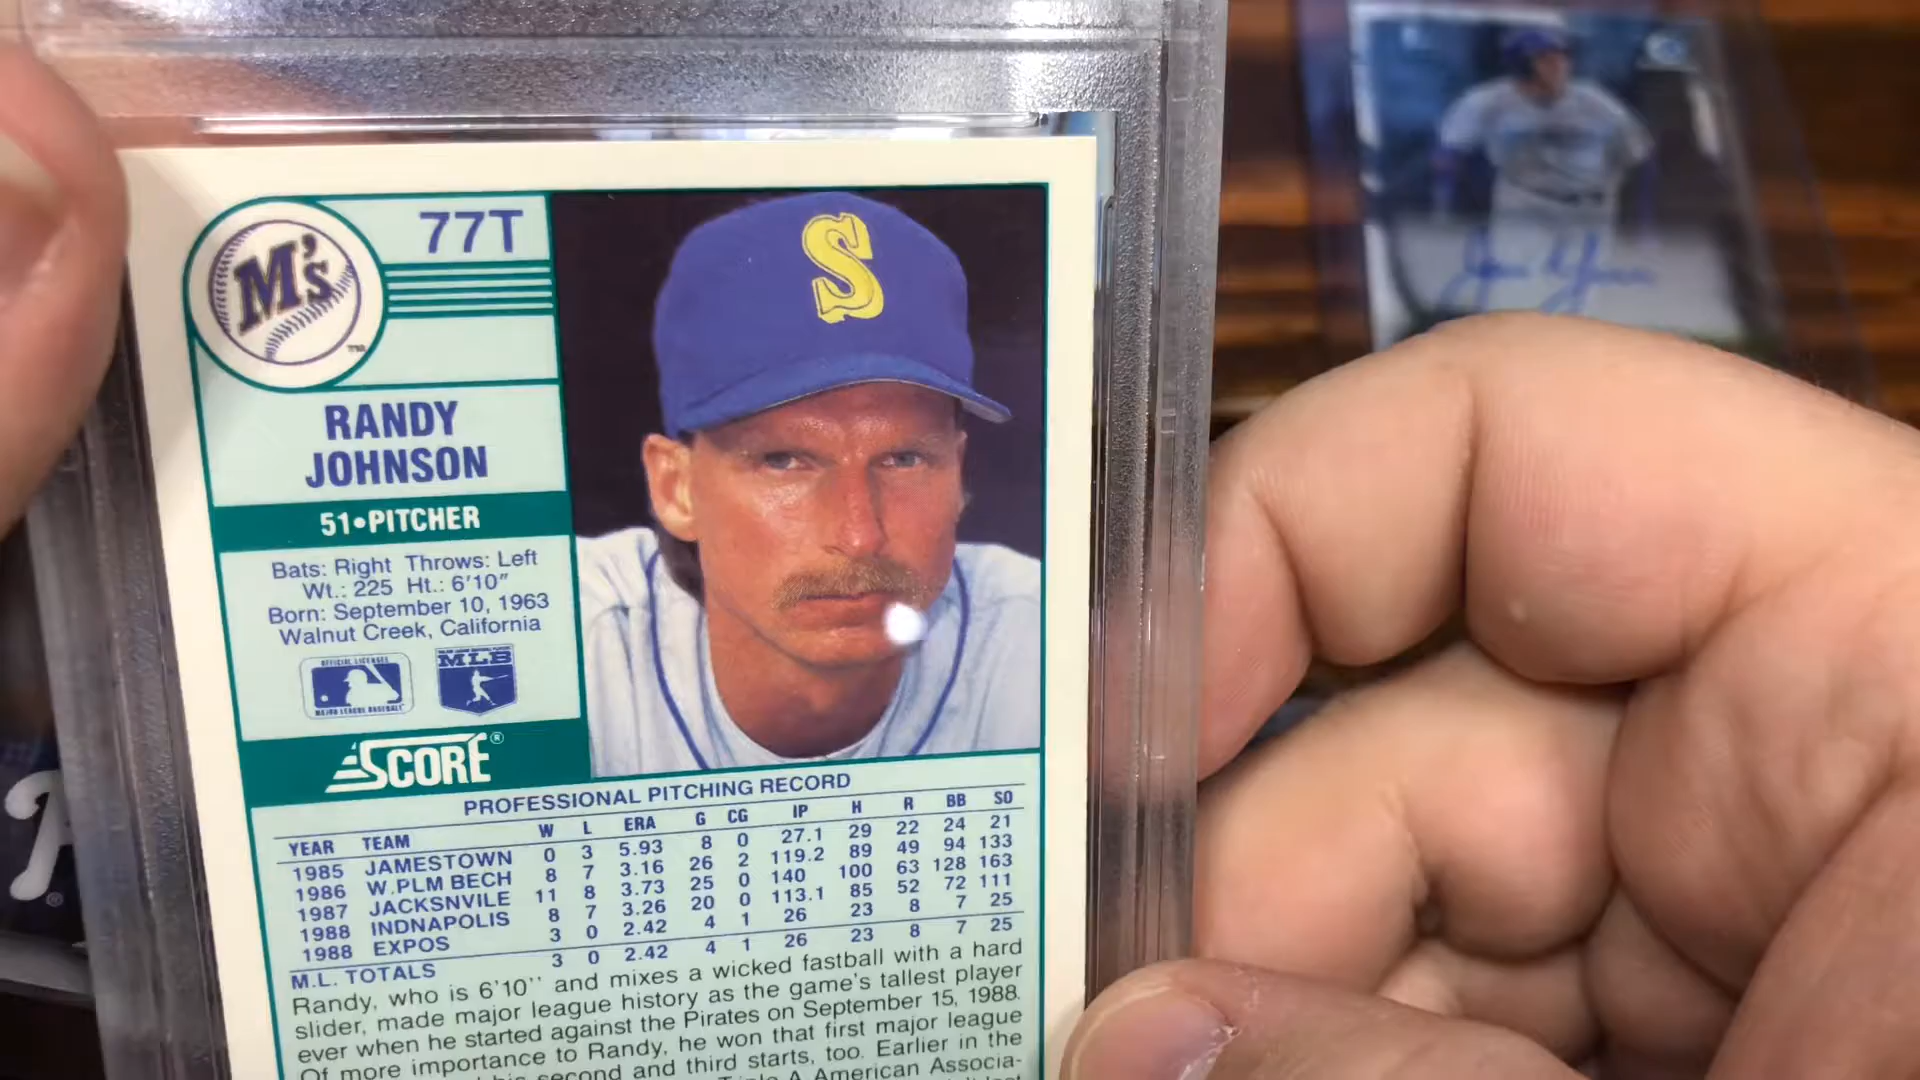 77T
M's
TM
RANDY
JOHNSON
51•PITCHER
Bats: Right Throws: Left
Wt.: 225 Ht.: 6'10"
Born: September 10, 1963
Walnut Creek, California
OFFICIAL LICENSEE
MAJOR LEAGUE BASEBALL
MLB
SCORE®
PROFESSIONAL PITCHING RECORD
YEAR TEAM W L ERA G CG IP H R BB SO
1985 JAMESTOWN 0 3 5.93 8 0 27.1 29 22 24 21
1986 W.PLM BECH 8 7 3.16 26 2 119.2 89 49 94 133
1987 JACKSNVILE 11 8 3.73 25 0 140 100 63 128 163
1988 INDNAPOLIS 8 7 3.26 20 0 113.1 85 52 72 111
1988 EXPOS 3 0 2.42 4 1 26 23 8 7 25
M.L. TOTALS 3 0 2.42 4 1 26 23 8 7 25
Randy, who is 6'10'' and mixes a wicked fastball with a hard
slider, made major league history as the game's tallest player
ever when he started against the Pirates on September 15, 1988.
Of more importance to Randy, he won that first major league
his second and third starts, too. Earlier in the
Triple A American Associa-
S
P
®